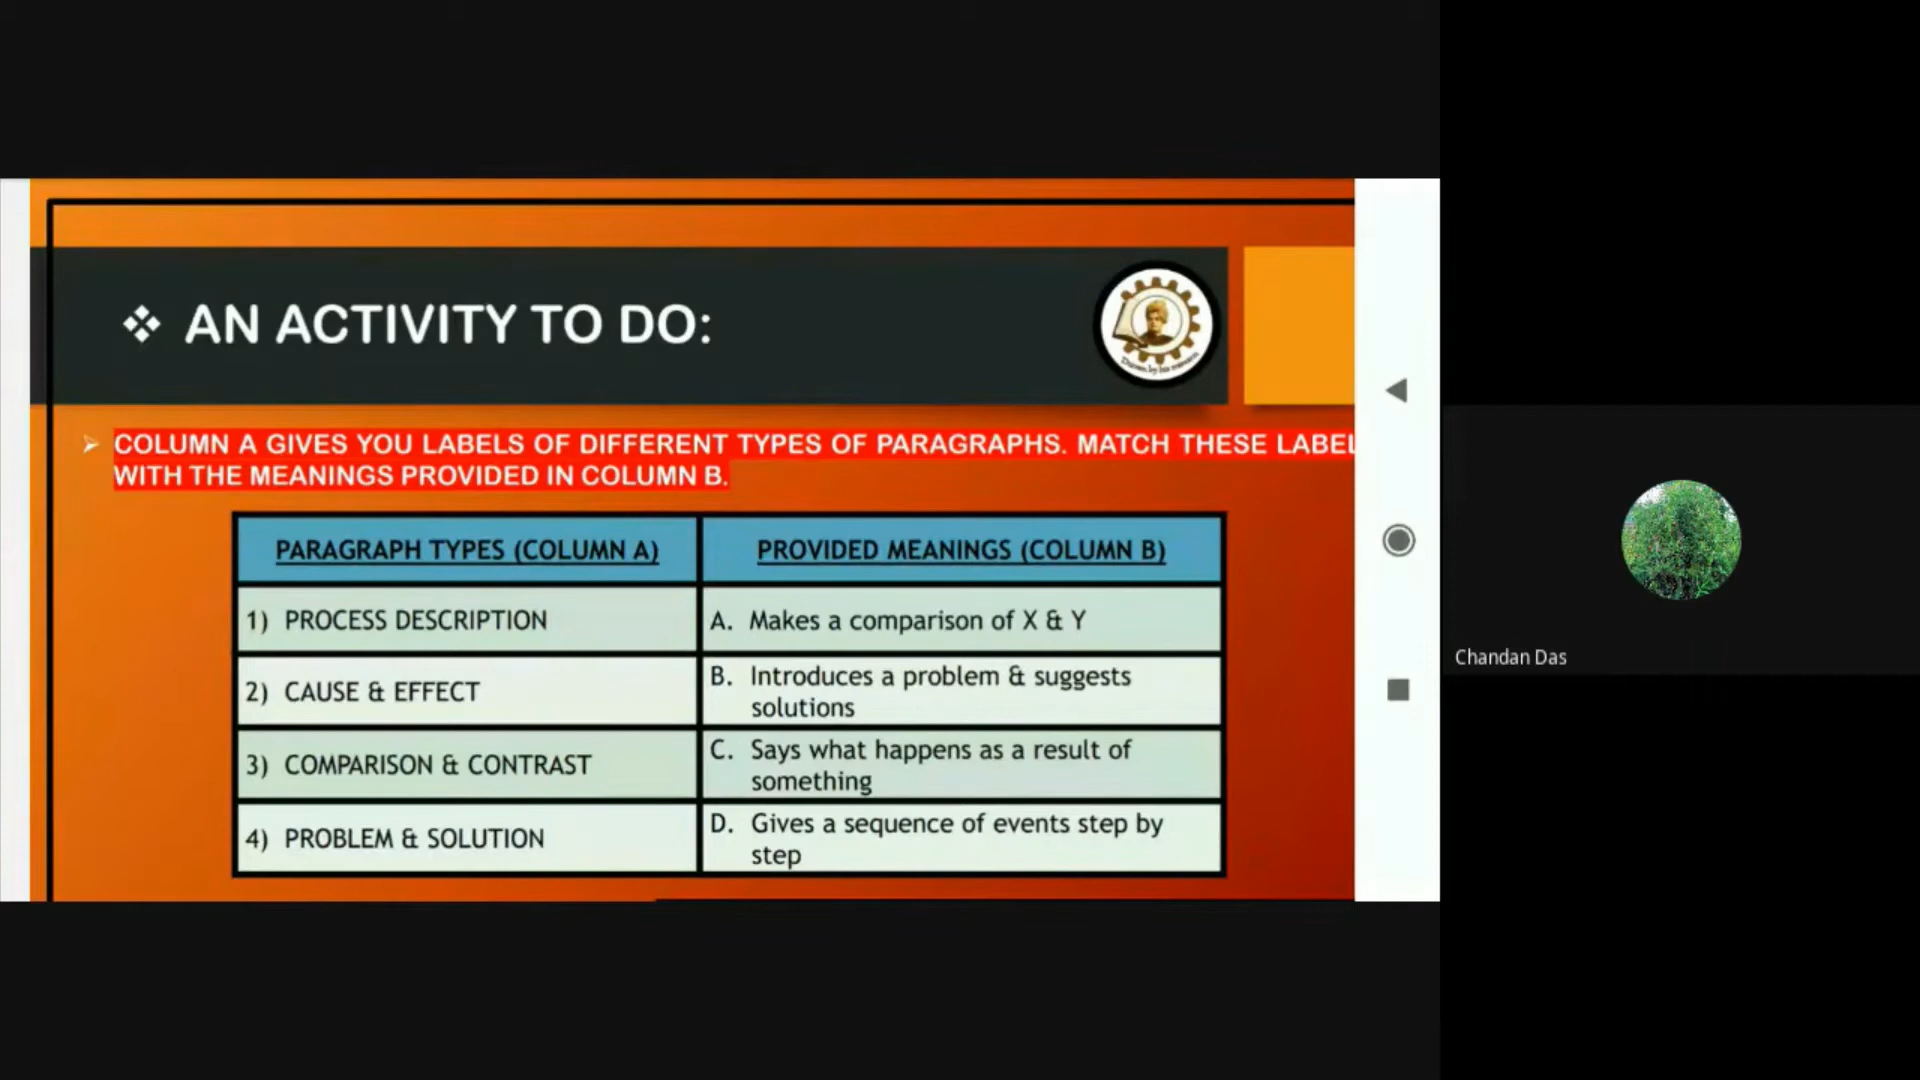 ❖ AN ACTIVITY TO DO:
➢ COLUMN A GIVES YOU LABELS OF DIFFERENT TYPES OF PARAGRAPHS. MATCH THESE LABEL
WITH THE MEANINGS PROVIDED IN COLUMN B.
PARAGRAPH TYPES (COLUMN A) PROVIDED MEANINGS (COLUMN B)
1) PROCESS DESCRIPTION A. Makes a comparison of X & Y
2) CAUSE & EFFECT B. Introduces a problem & suggests
solutions
3) COMPARISON & CONTRAST C. Says what happens as a result of
something
4) PROBLEM & SOLUTION D. Gives a sequence of events step by
step
Chandan Das